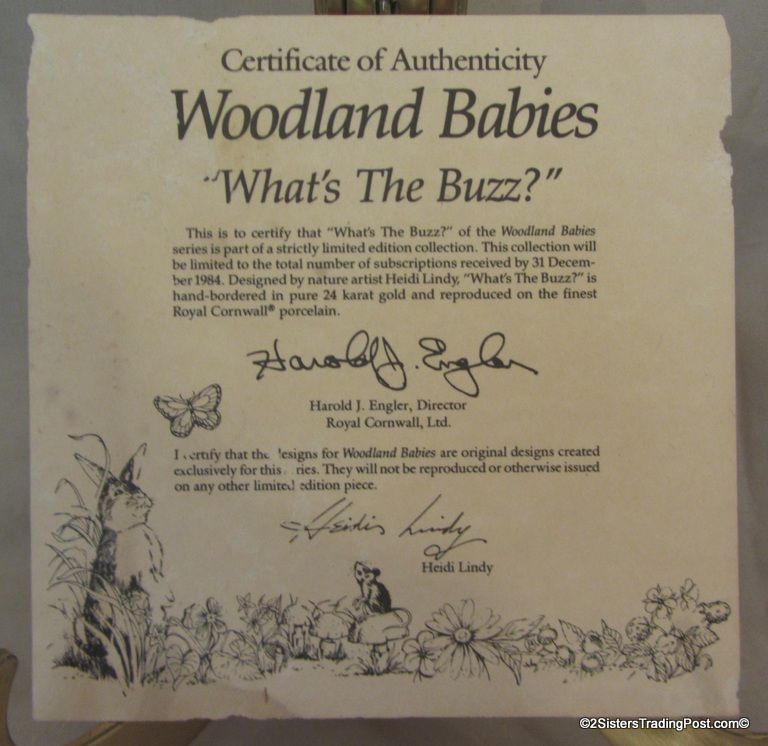 Certificate of Authenticity
Woodland Babies
"What's The Buzz?"
This is to certify that "What's The Buzz?" of the Woodland Babies
series is part of a strictly limited edition collection. This collection will
be limited to the total number of subscriptions received by 31 Decem-
ber 1984. Designed by nature artist Heidi Lindy, "What's The Buzz?" is
hand-bordered in pure 24 karat gold and reproduced on the finest
Royal Cornwall® porcelain.
Harold J. Engler
Harold J. Engler, Director
Royal Cornwall, Ltd.
I certify that the designs for Woodland Babies are original designs created
exclusively for this  ries. They will not be reproduced or otherwise issued
on any other limited edition piece.
Heidi Lindy
Heidi Lindy
©2SistersTradingPost.com©